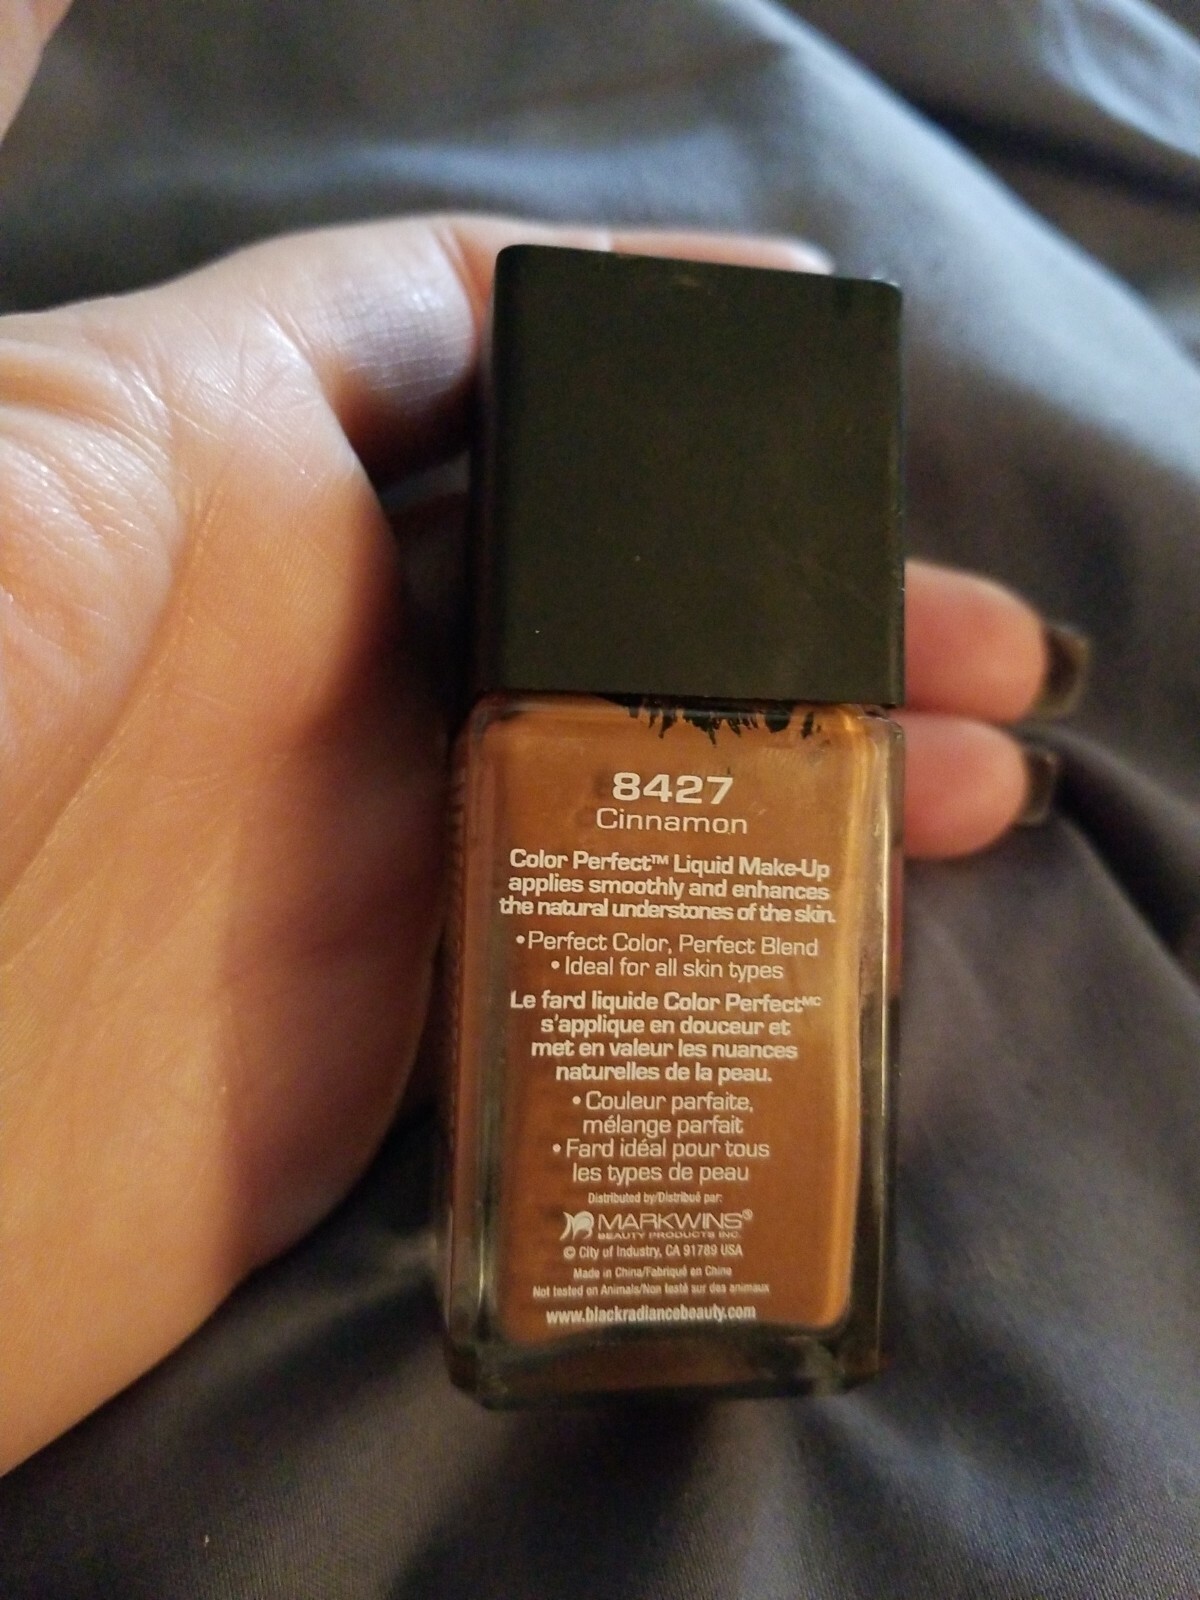 8427
Cinnamon
Color Perfect™ Liquid Make-Up
applies smoothly and enhances
the natural understones of the skin.
• Perfect Color, Perfect Blend
• Ideal for all skin types
Le fard liquide Color Perfectᴹᶜ
s'applique en douceur et
met en valeur les nuances
naturelles de la peau.
• Couleur parfaite,
mélange parfait
• Fard idéal pour tous
les types de peau
Distributed by/Distribué par:
MARKWINS®
BEAUTY PRODUCTS INC.
© City of Industry, CA 91789 USA
Made in China/Fabriqué en Chine
Not tested on Animals/Non testé sur des animaux
www.blackradiancebeauty.com